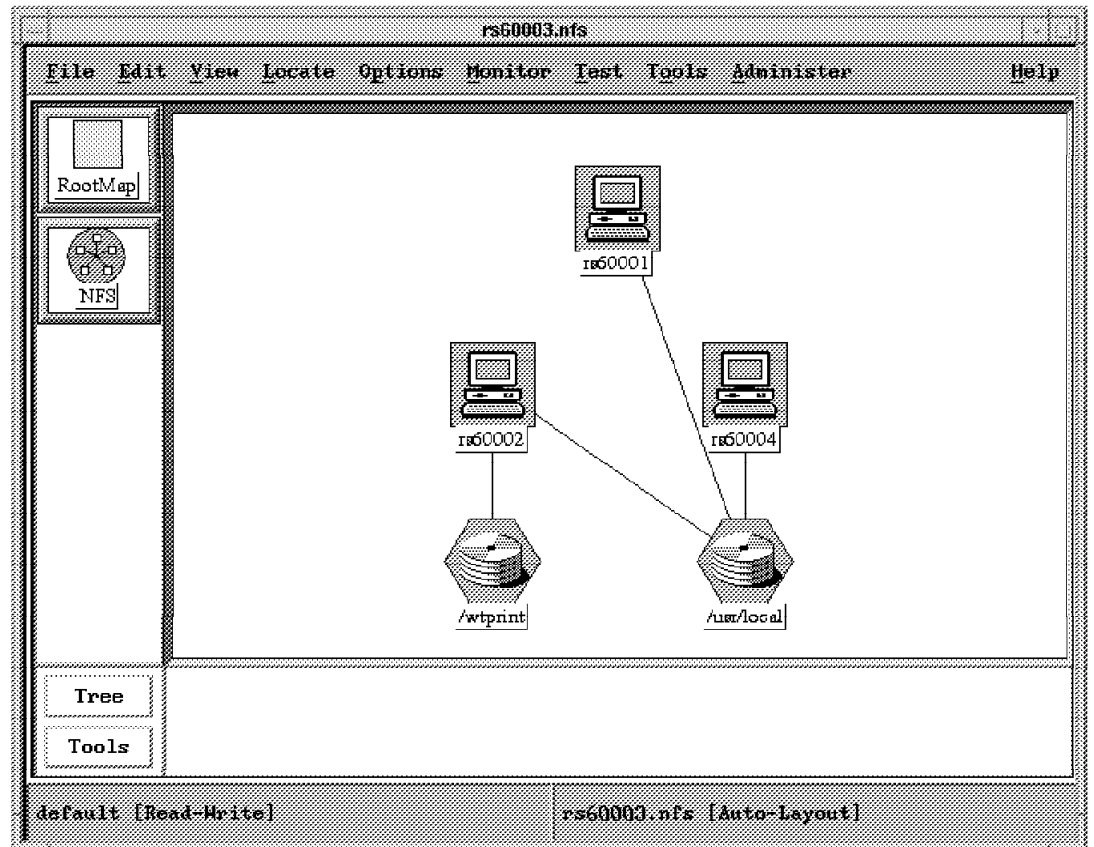 rs60003.nfs
File Edit View Locate Options Monitor Test Tools Administer Help
RootMap
NFS
rs60001
rs60002
rs60004
/wtprint
/usr/local
Tree
Tools
default [Read-Write]
rs60003.nfs [Auto-Layout]